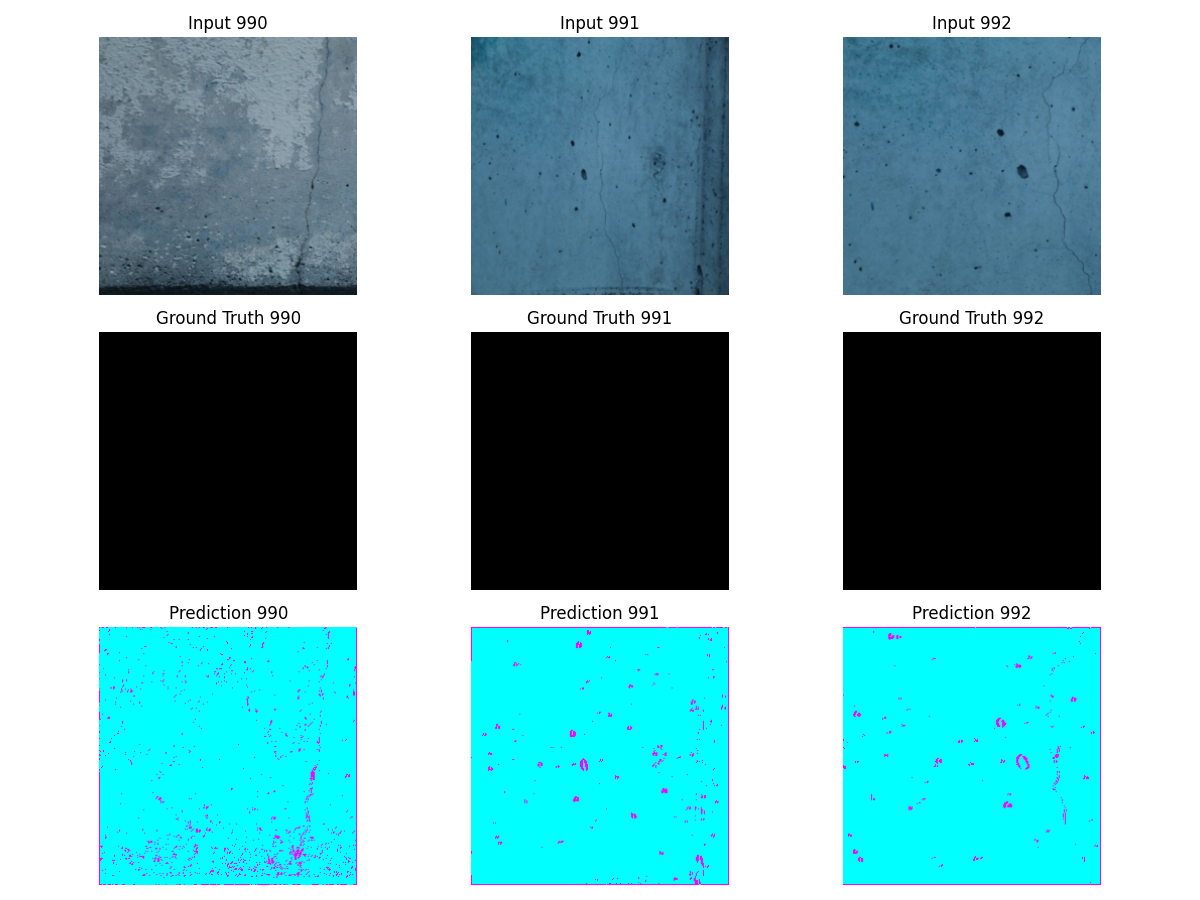 Input 990
Input 991
Input 992
Ground Truth 990
Ground Truth 991
Ground Truth 992
Prediction 990
Prediction 991
Prediction 992